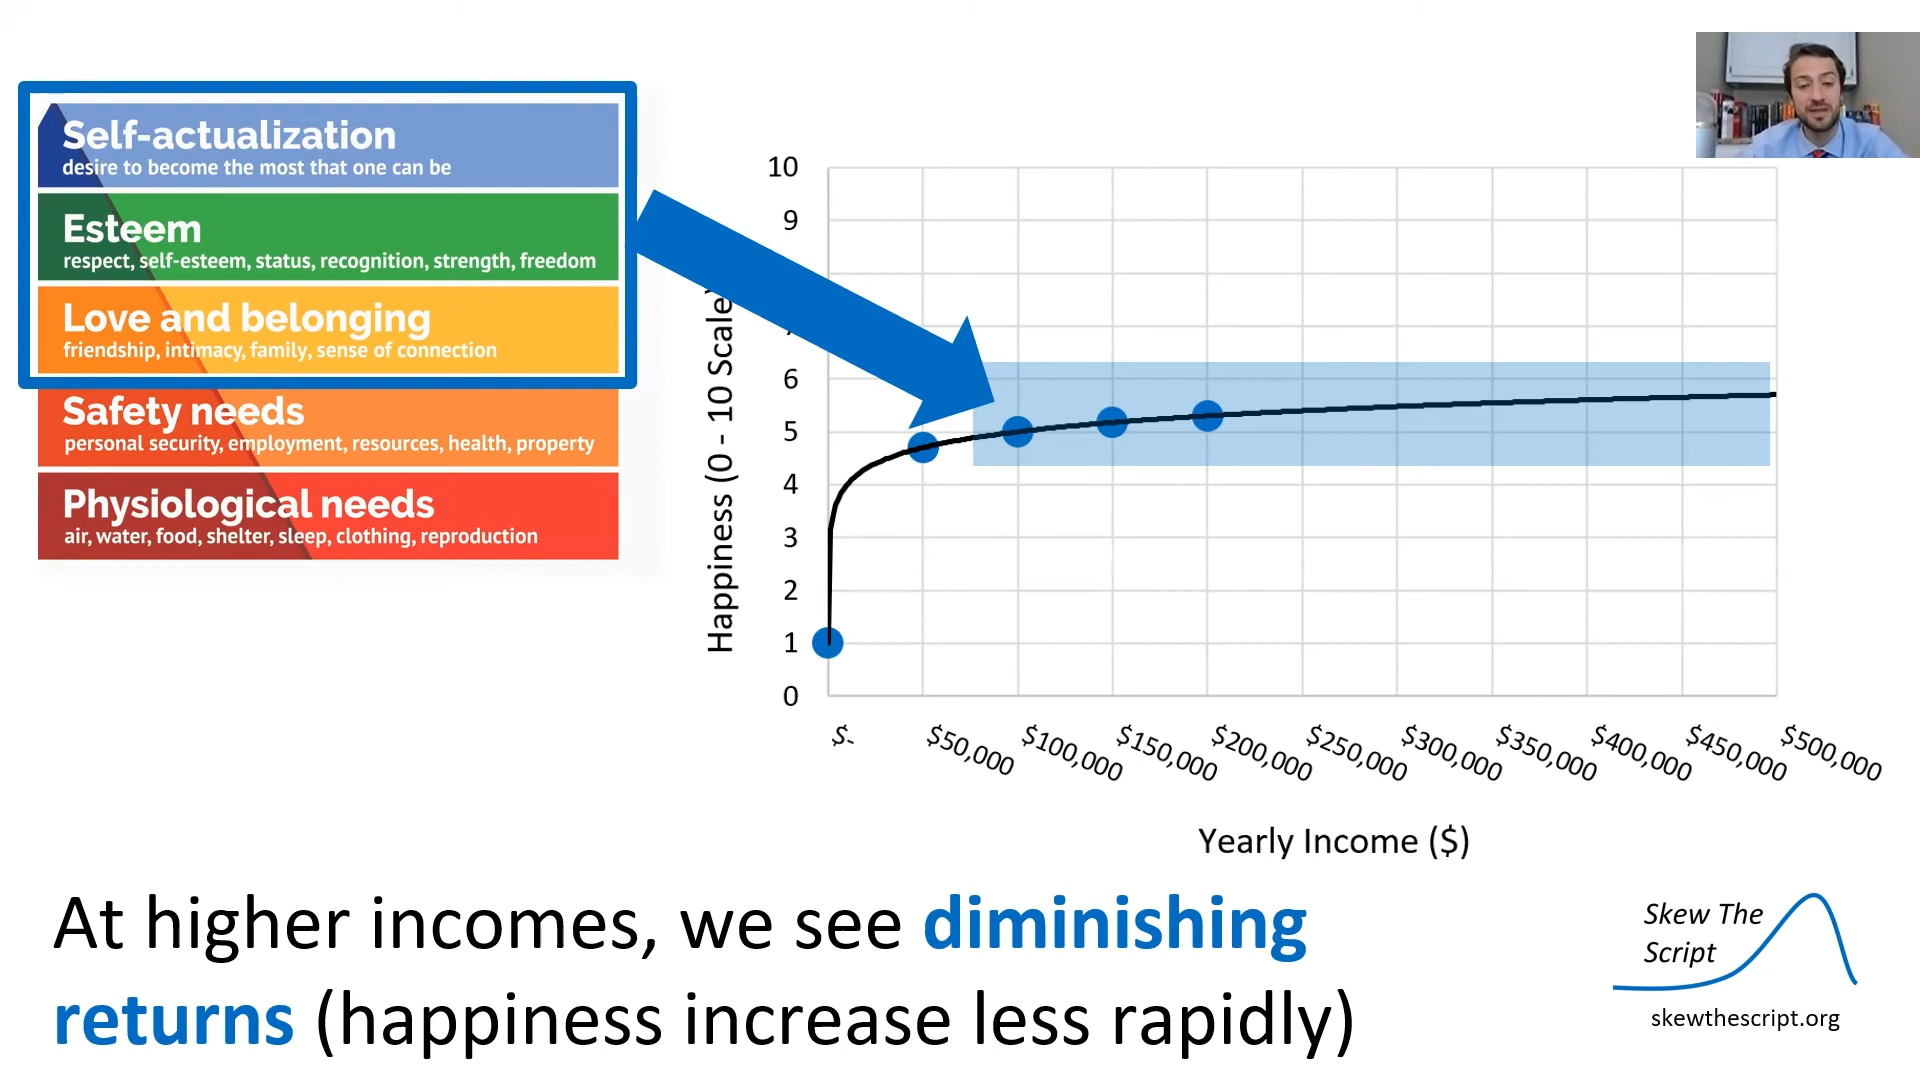 Self-actualization
desire to become the most that one can be
Esteem
respect, self-esteem, status, recognition, strength, freedom
Love and belonging
friendship, intimacy, family, sense of connection
Safety needs
personal security, employment, resources, health, property
Physiological needs
air, water, food, shelter, sleep, clothing, reproduction
Happiness (0 - 10 Scale)
10
9
6
5
4
3
2
1
0
$-
$50,000
$100,000
$150,000
$200,000
$250,000
$300,000
$350,000
$400,000
$450,000
$500,000
Yearly Income ($)
At higher incomes, we see diminishing
returns (happiness increase less rapidly)
Skew The
Script
skewthescript.org